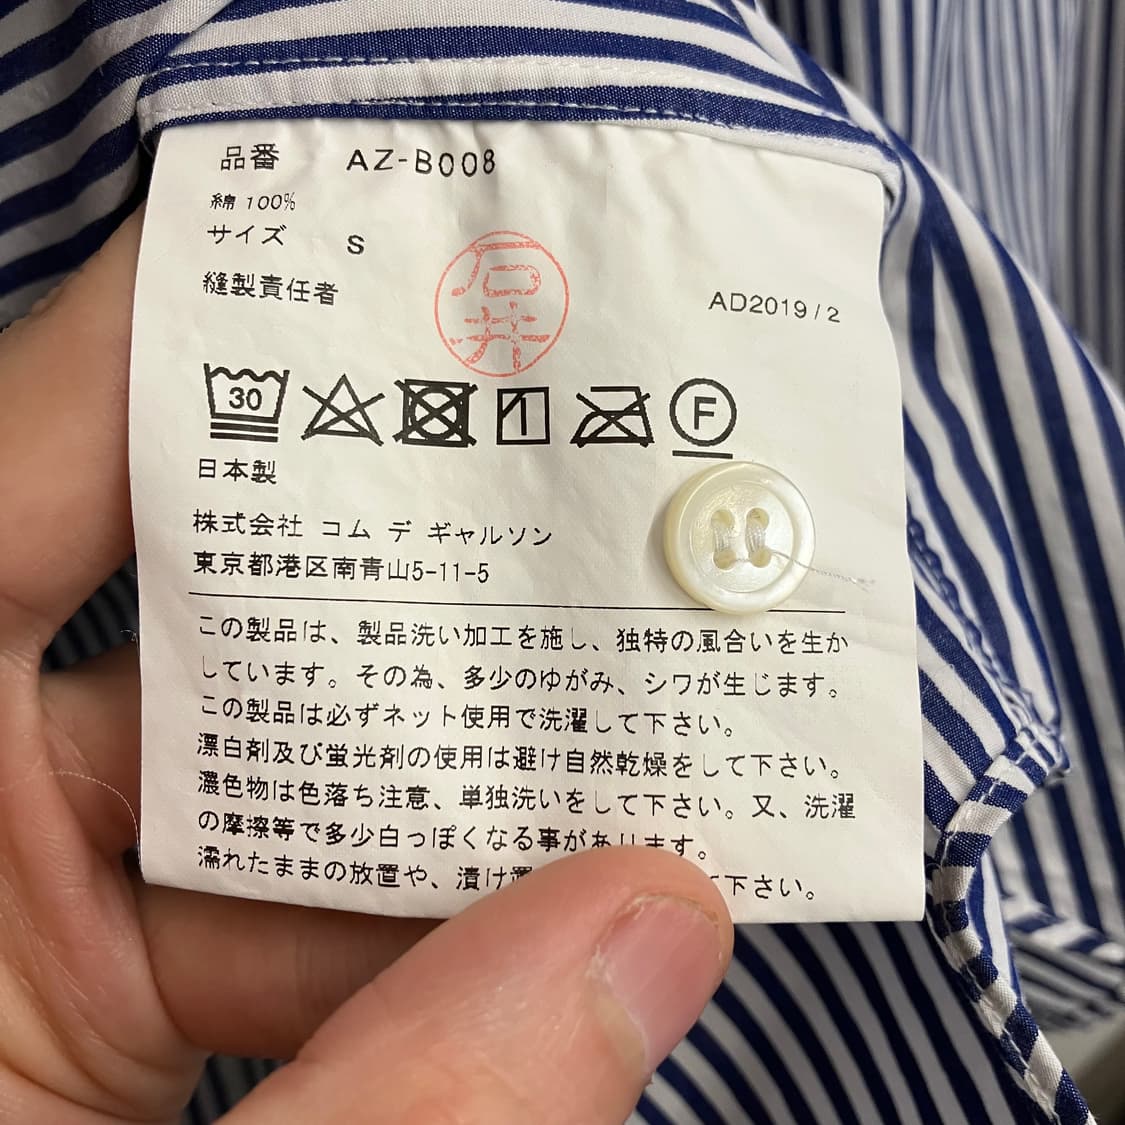 品番 AZ-B008
綿 100%
サイズ S
縫製責任者
石井
AD2019/2
30
F
日本製
株式会社 コム デ ギャルソン
東京都港区南青山5-11-5
この製品は、製品洗い加工を施し、独特の風合いを生か
しています。その為、多少のゆがみ、シワが生じます。
この製品は必ずネット使用で洗濯して下さい。
漂白剤及び蛍光剤の使用は避け自然乾燥をして下さい。
濃色物は色落ち注意、単独洗いをして下さい。又、洗濯
の摩擦等で多少白っぽくなる事があります。
濡れたままの放置や、漬け置 て下さい。